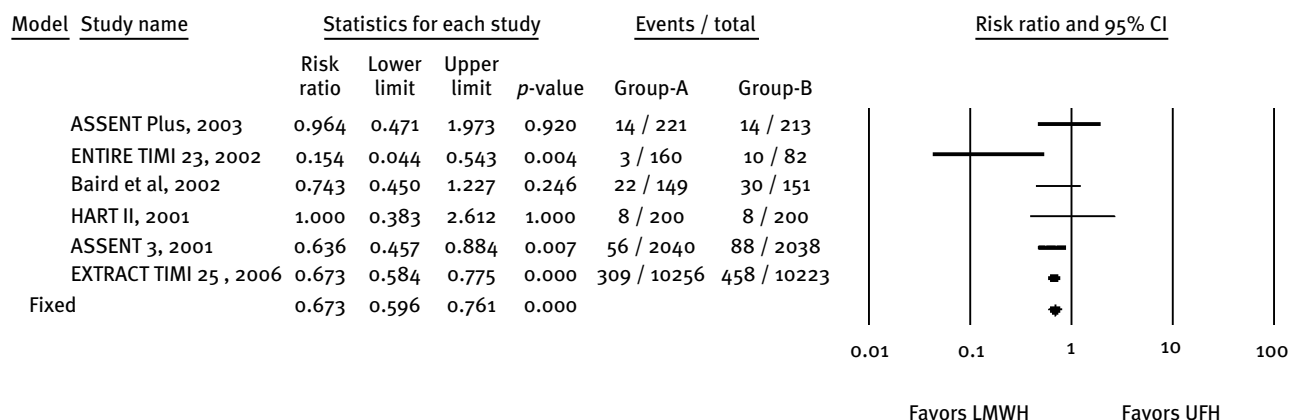 Model Study name Statistics for each study Events / total Risk ratio and 95% CI
Risk ratio Lower limit Upper limit p-value Group-A Group-B
ASSENT Plus, 2003 0.964 0.471 1.973 0.920 14 / 221 14 / 213
ENTIRE TIMI 23, 2002 0.154 0.044 0.543 0.004 3 / 160 10 / 82
Baird et al, 2002 0.743 0.450 1.227 0.246 22 / 149 30 / 151
HART II, 2001 1.000 0.383 2.612 1.000 8 / 200 8 / 200
ASSENT 3, 2001 0.636 0.457 0.884 0.007 56 / 2040 88 / 2038
EXTRACT TIMI 25 , 2006 0.673 0.584 0.775 0.000 309 / 10256 458 / 10223
Fixed 0.673 0.596 0.761 0.000
0.01 0.1 1 10 100
Favors LMWH Favors UFH